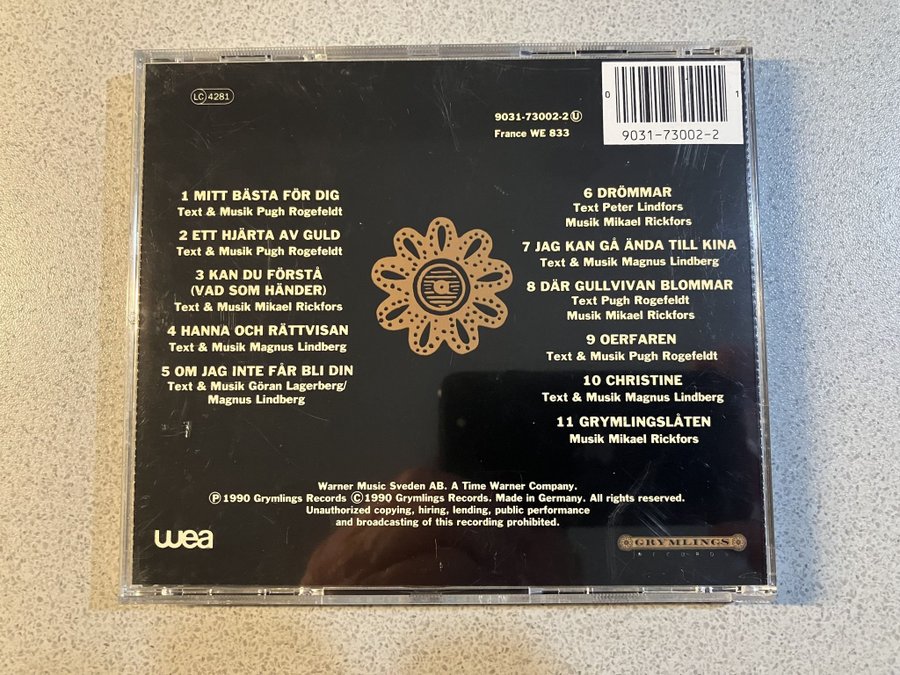 LC 4281
9031-73002-2 U
France WE 833
0 1
9031-73002-2
1 MITT BÄSTA FÖR DIG
Text & Musik Pugh Rogefeldt
2 ETT HJÄRTA AV GULD
Text & Musik Pugh Rogefeldt
3 KAN DU FÖRSTÅ
(VAD SOM HÄNDER)
Text & Musik Mikael Rickfors
4 HANNA OCH RÄTTVISAN
Text & Musik Magnus Lindberg
5 OM JAG INTE FÅR BLI DIN
Text & Musik Göran Lagerberg/
Magnus Lindberg
6 DRÖMMAR
Text Peter Lindfors
Musik Mikael Rickfors
7 JAG KAN GÅ ÄNDA TILL KINA
Text & Musik Magnus Lindberg
8 DÄR GULLVIVAN BLOMMAR
Text Pugh Rogefeldt
Musik Mikael Rickfors
9 OERFAREN
Text & Musik Pugh Rogefeldt
10 CHRISTINE
Text & Musik Magnus Lindberg
11 GRYMLINGSLÅTEN
Musik Mikael Rickfors
Warner Music Sveden AB. A Time Warner Company.
Ⓟ 1990 Grymlings Records Ⓒ 1990 Grymlings Records. Made in Germany. All rights reserved.
Unauthorized copying, hiring, lending, public performance
and broadcasting of this recording prohibited.
wea
GRYMLINGS
RECORDS